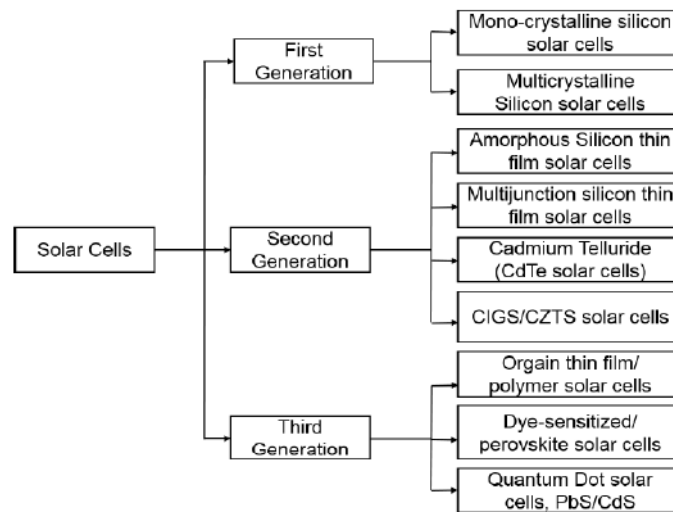 Solar Cells
First
Generation
Mono-crystalline silicon
solar cells
Multicrystalline
Silicon solar cells
Second
Generation
Amorphous Silicon thin
film solar cells
Multijunction silicon thin
film solar cells
Cadmium Telluride
(CdTe solar cells)
CIGS/CZTS solar cells
Third
Generation
Orgain thin film/
polymer solar cells
Dye-sensitized/
perovskite solar cells
Quantum Dot solar
cells, PbS/CdS